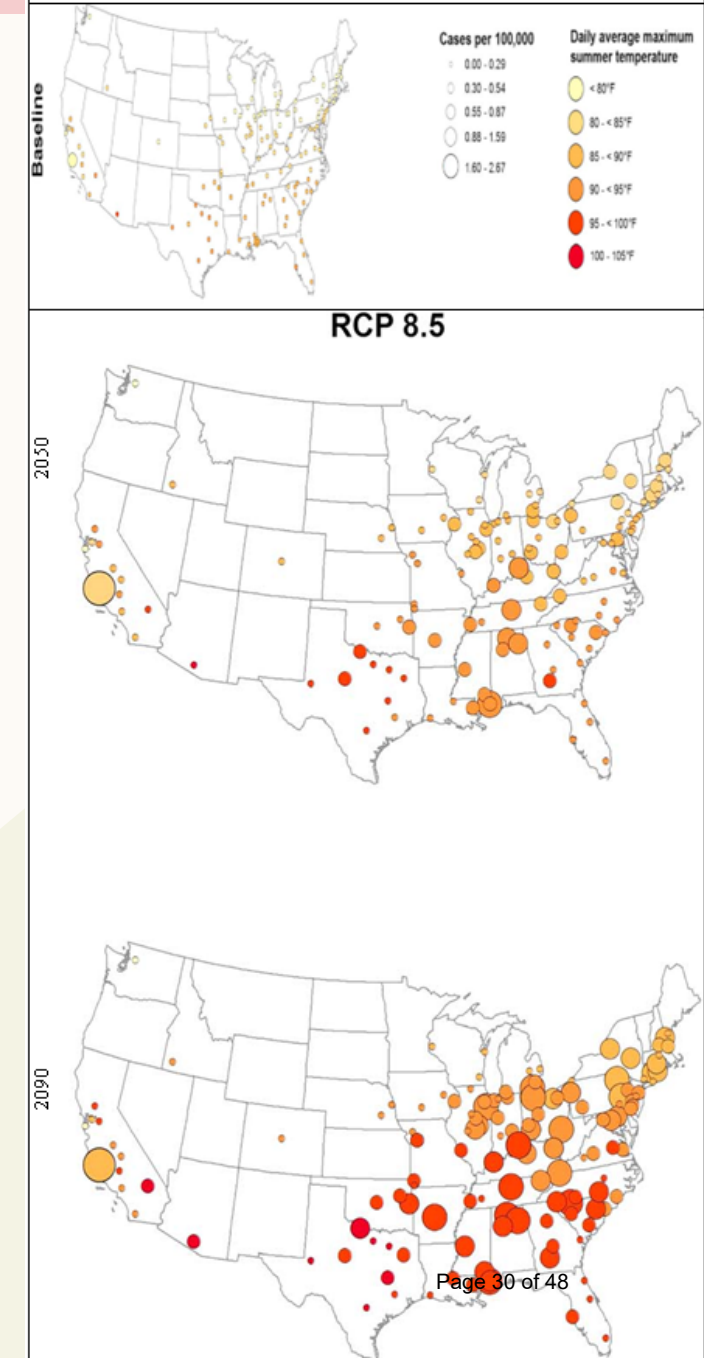 Baseline
Cases per 100,000
0.00 - 0.29
0.30 - 0.54
0.55 - 0.87
0.88 - 1.59
1.60 - 2.67
Daily average maximum
summer temperature
< 80°F
80 - < 85°F
85 - < 90°F
90 - < 95°F
95 - < 100°F
100 - 105°F
RCP 8.5
2050
2090
Page 30 of 48